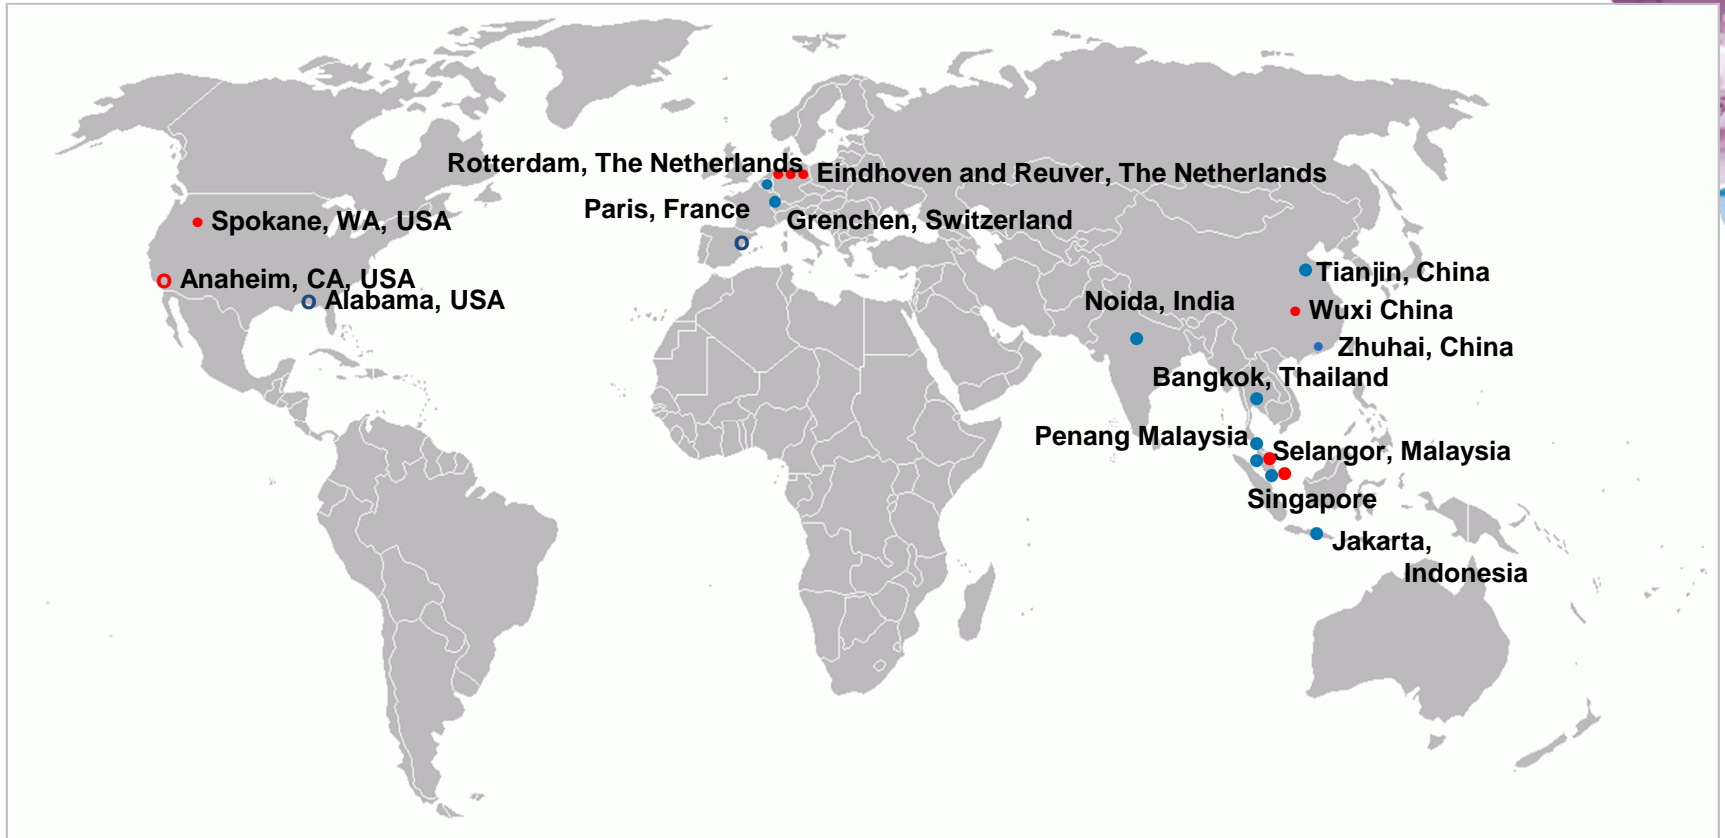 Rotterdam, The Netherlands
Eindhoven and Reuver, The Netherlands
Paris, France
Grenchen, Switzerland
Spokane, WA, USA
o Anaheim, CA, USA
o Alabama, USA
o
Tianjin, China
Noida, India
Wuxi China
Zhuhai, China
Bangkok, Thailand
Penang Malaysia
Selangor, Malaysia
Singapore
Jakarta,
Indonesia